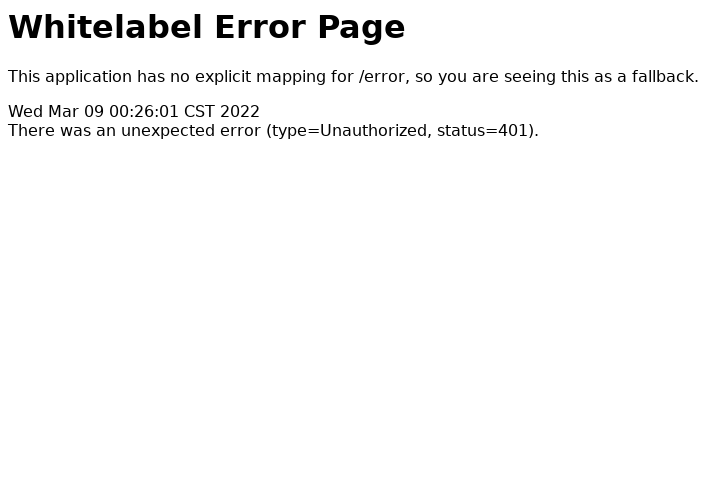 Whitelabel Error Page
This application has no explicit mapping for /error, so you are seeing this as a fallback.
Wed Mar 09 00:26:01 CST 2022
There was an unexpected error (type=Unauthorized, status=401).